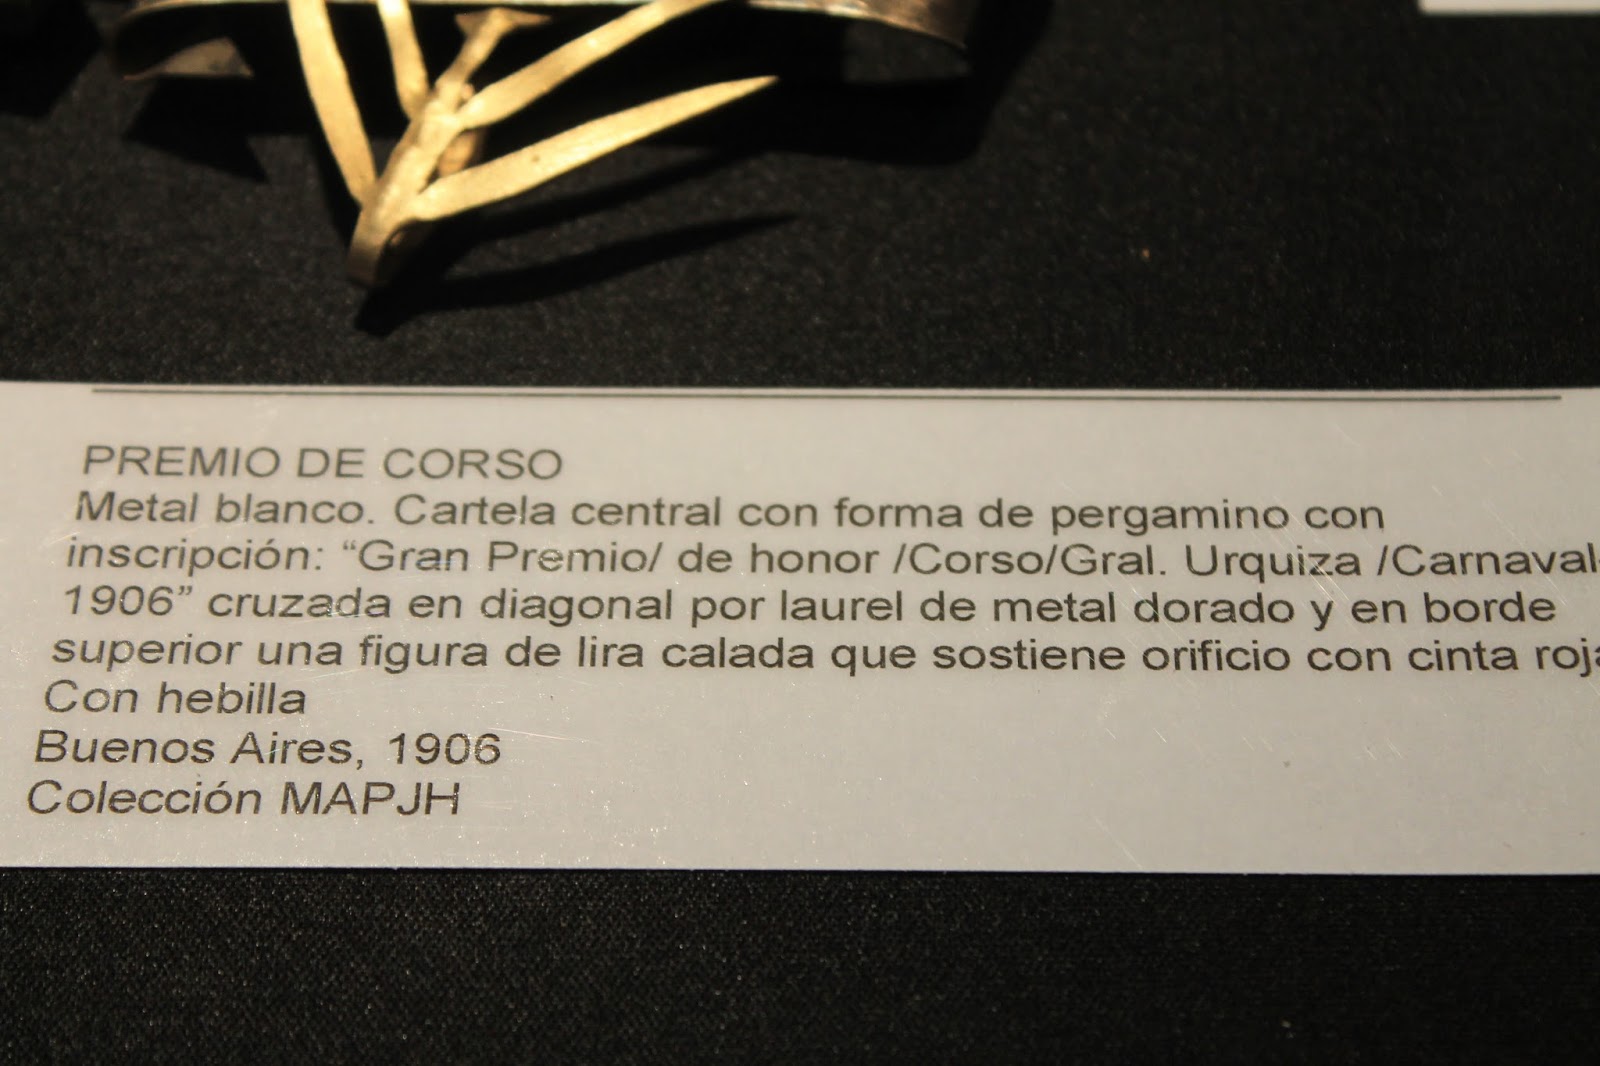 PREMIO DE CORSO
Metal blanco. Cartela central con forma de pergamino con
inscripción: “Gran Premio/ de honor /Corso/Gral. Urquiza /Carnaval-
1906” cruzada en diagonal por laurel de metal dorado y en borde
superior una figura de lira calada que sostiene orificio con cinta roja
Con hebilla
Buenos Aires, 1906
Colección MAPJH